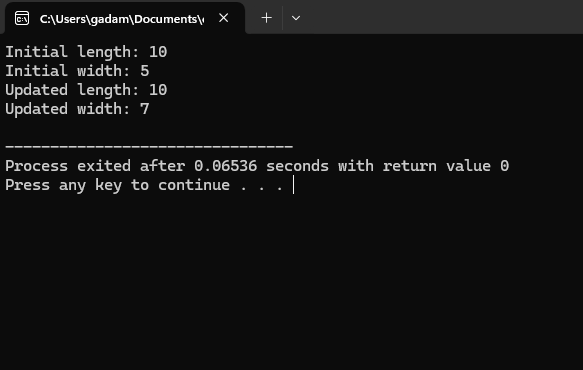 C:\Users\gadam\Documents\
Initial length: 10
Initial width: 5
Updated length: 10
Updated width: 7
--------------------------------
Process exited after 0.06536 seconds with return value 0
Press any key to continue . . .